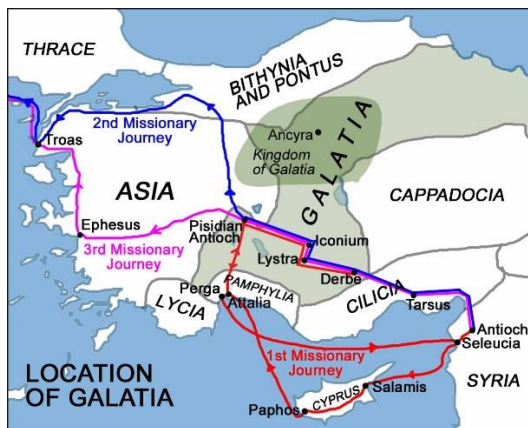 THRACE
BITHYNIA
AND PONTUS
2nd Missionary
Journey
Troas
Ancyra
Kingdom
of Galatia
GALATIA
ASIA
CAPPADOCIA
Ephesus
3rd Missionary
Journey
Pisidian
Antioch
Iconium
Lystra
Derbe
Perga
PAMPHYLIA
Attalia
LYCIA
CILICIA
Tarsus
Antioch
Seleucia
1st Missionary
Journey
LOCATION
OF GALATIA
CYPRUS
Salamis
Paphos
SYRIA